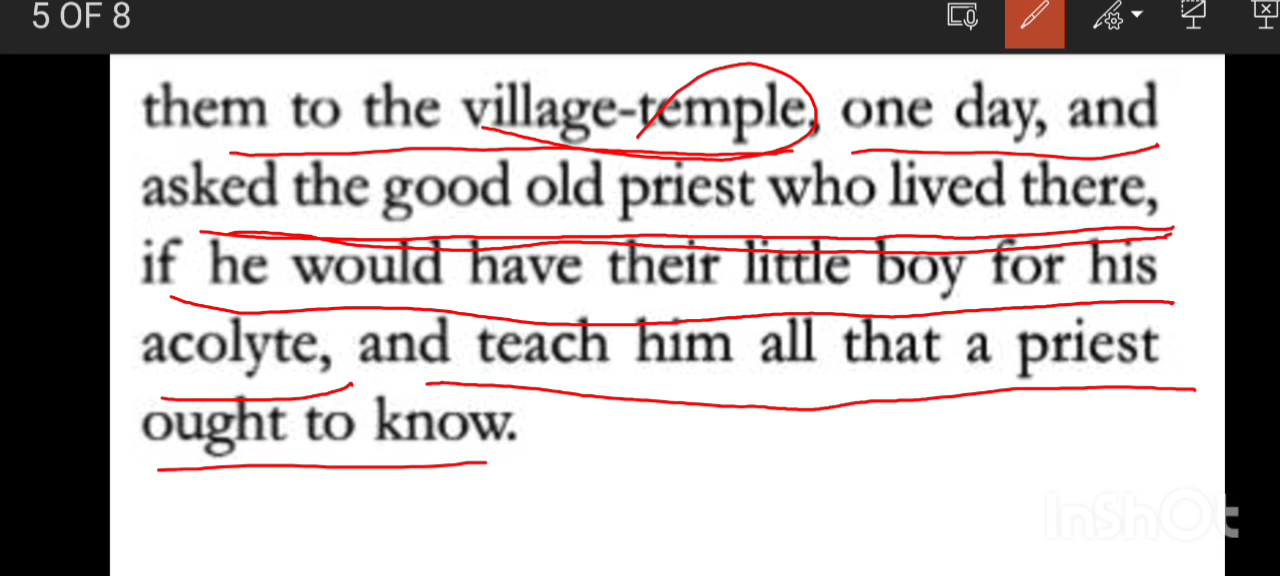 5 OF 8
them to the village-temple, one day, and
asked the good old priest who lived there,
if he would have their little boy for his
acolyte, and teach him all that a priest
ought to know.
InShOt